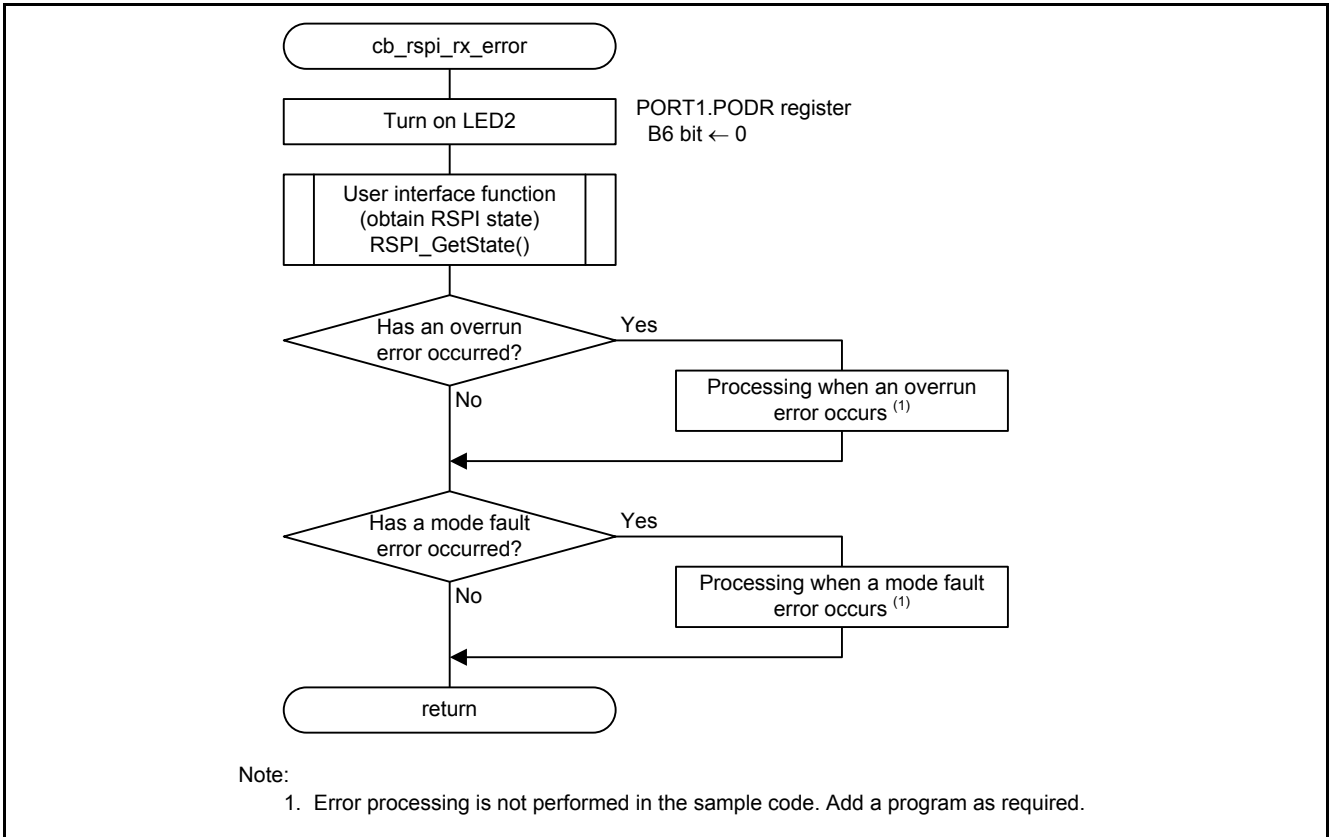 cb_rspi_rx_error
Turn on LED2
PORT1.PODR register
B6 bit ← 0
User interface function
(obtain RSPI state)
RSPI_GetState()
Has an overrun
error occurred?
Yes
No
Processing when an overrun
error occurs (1)
Has a mode fault
error occurred?
Yes
No
Processing when a mode fault
error occurs (1)
return
Note:
1. Error processing is not performed in the sample code. Add a program as required.